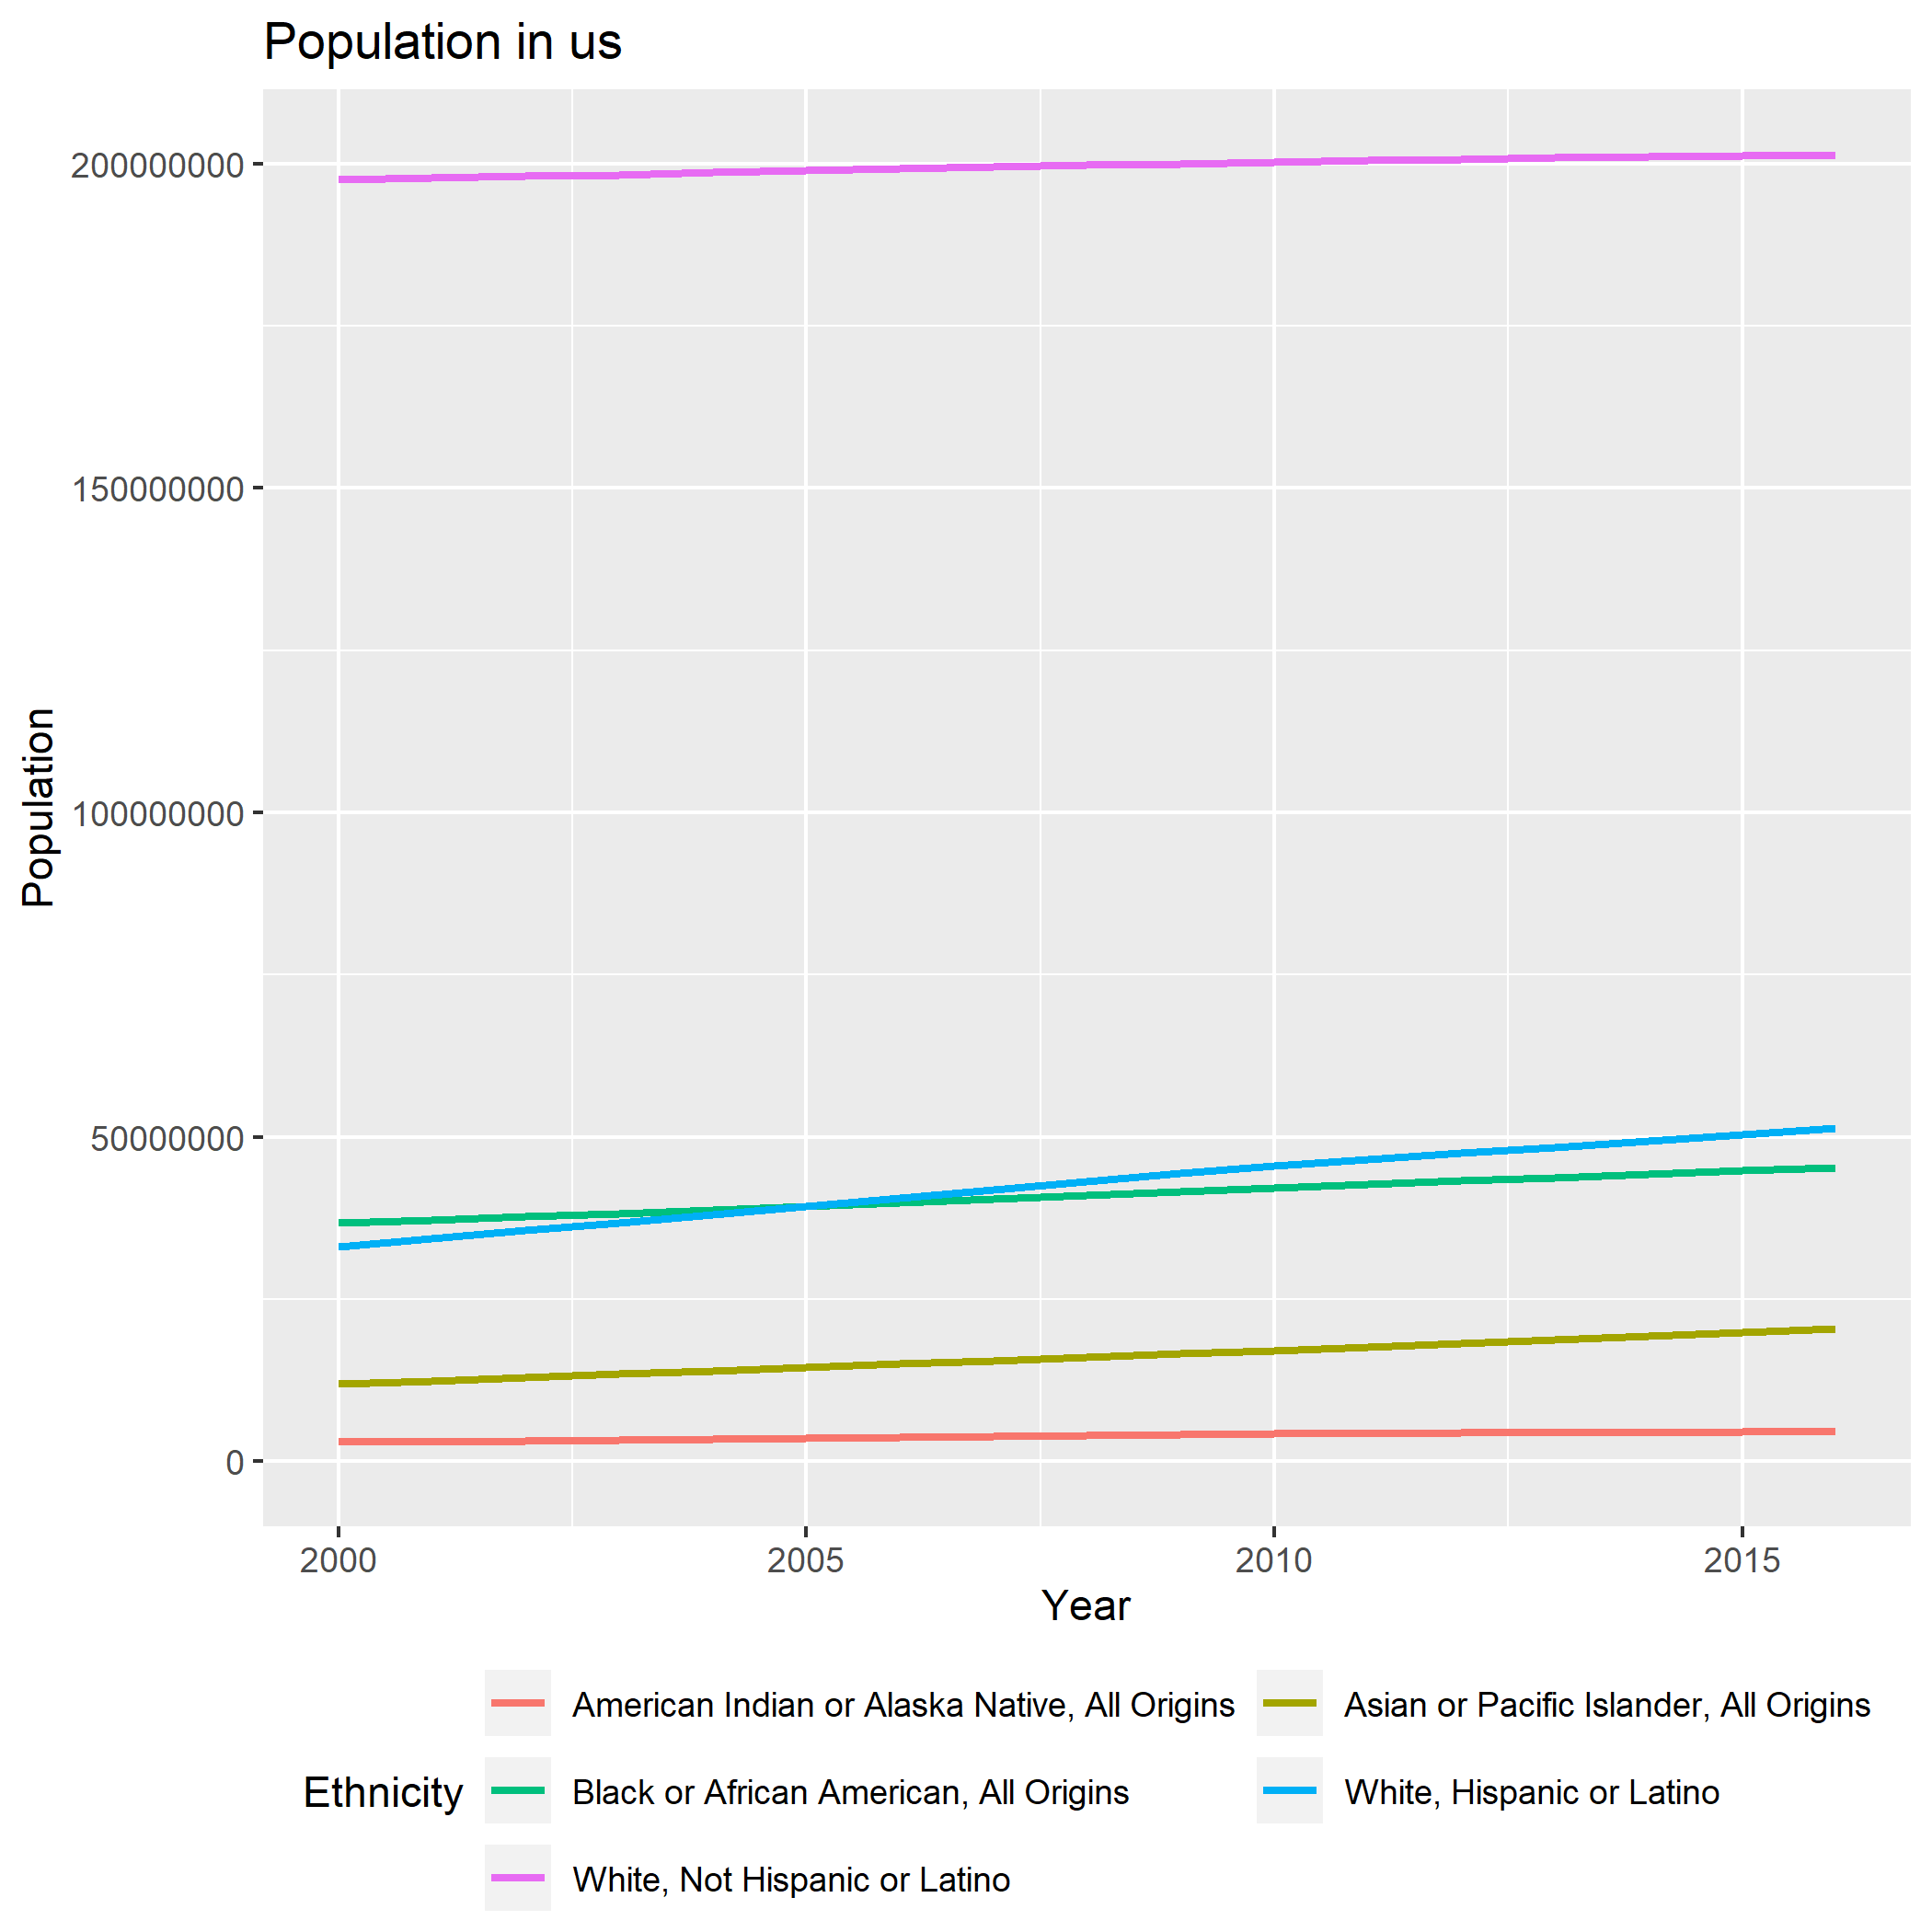 Population in us
Population
200000000
150000000
100000000
50000000
0
2000 2005 2010 2015
Year
Ethnicity
American Indian or Alaska Native, All Origins
Asian or Pacific Islander, All Origins
Black or African American, All Origins
White, Hispanic or Latino
White, Not Hispanic or Latino